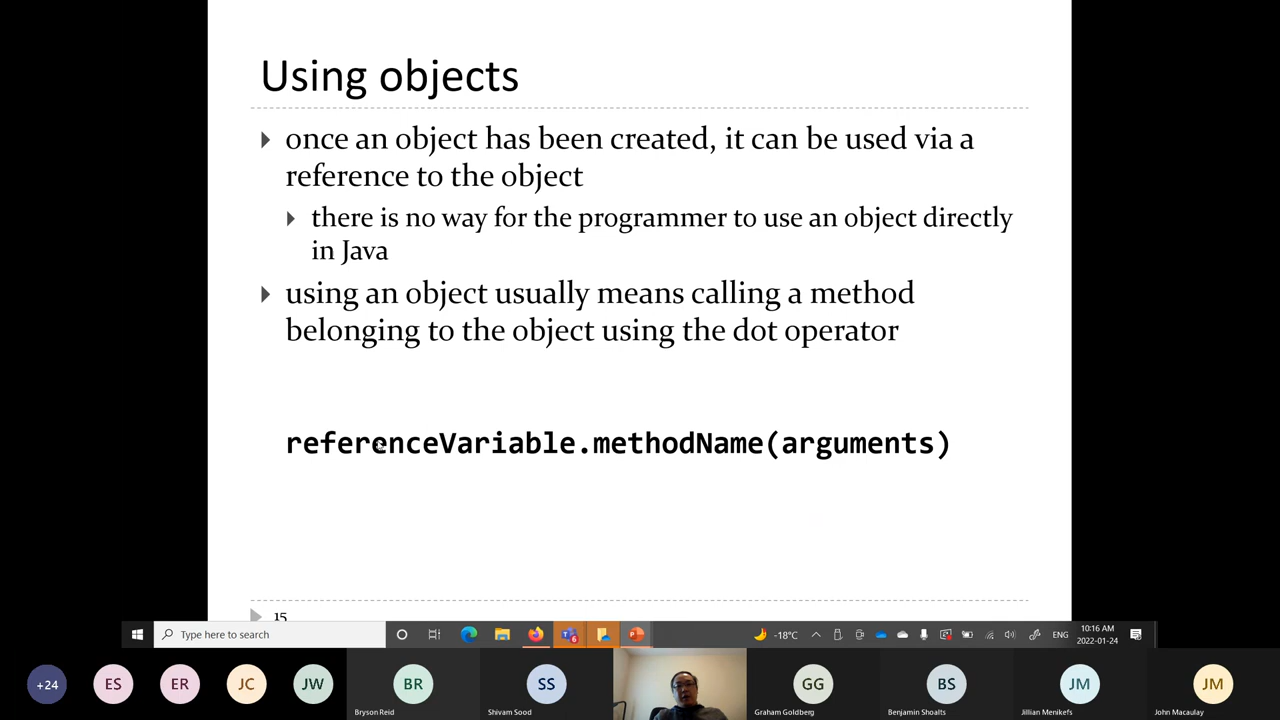 Using objects
once an object has been created, it can be used via a
reference to the object
there is no way for the programmer to use an object directly
in Java
using an object usually means calling a method
belonging to the object using the dot operator
referenceVariable.methodName(arguments)
15
Type here to search
6
-18°C
ENG
10:16 AM
2022-01-24
+24
ES
ER
JC
JW
BR
SS
GG
BS
JM
JM
Bryson Reid
Shivam Sood
Graham Goldberg
Benjamin Shoalts
Jillian Menikefs
John Macaulay